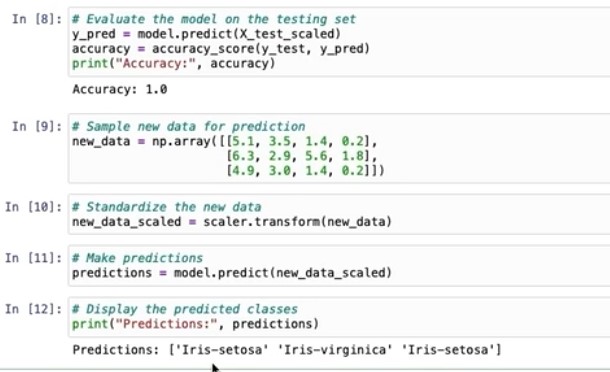 In [8]: # Evaluate the model on the testing set
y_pred = model.predict(X_test_scaled)
accuracy = accuracy_score(y_test, y_pred)
print("Accuracy:", accuracy)
Accuracy: 1.0
In [9]: # Sample new data for prediction
new_data = np.array([[5.1, 3.5, 1.4, 0.2],
[6.3, 2.9, 5.6, 1.8],
[4.9, 3.0, 1.4, 0.2]])
In [10]: # Standardize the new data
new_data_scaled = scaler.transform(new_data)
In [11]: # Make predictions
predictions = model.predict(new_data_scaled)
In [12]: # Display the predicted classes
print("Predictions:", predictions)
Predictions: ['Iris-setosa' 'Iris-virginica' 'Iris-setosa']